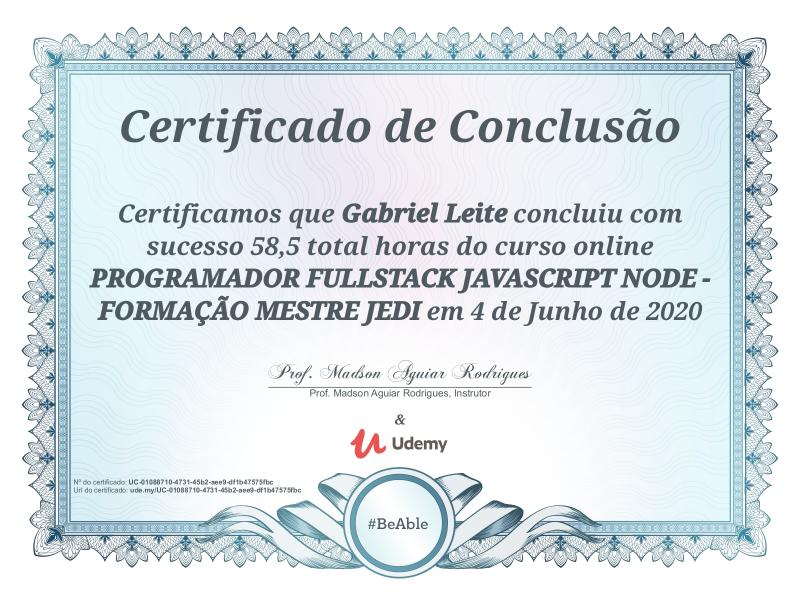 Certificado de Conclusão
Certificamos que Gabriel Leite concluiu com
sucesso 58,5 total horas do curso online
PROGRAMADOR FULLSTACK JAVASCRIPT NODE -
FORMAÇÃO MESTRE JEDI em 4 de Junho de 2020
Prof. Madson Aguiar Rodrigues
Prof. Madson Aguiar Rodrigues, Instrutor
&
Udemy
Nº do certificado: UC-01088710-4731-45b2-aee9-df1b47575fbc
Url do certificado: ude.my/UC-01088710-4731-45b2-aee9-df1b47575fbc
#BeAble